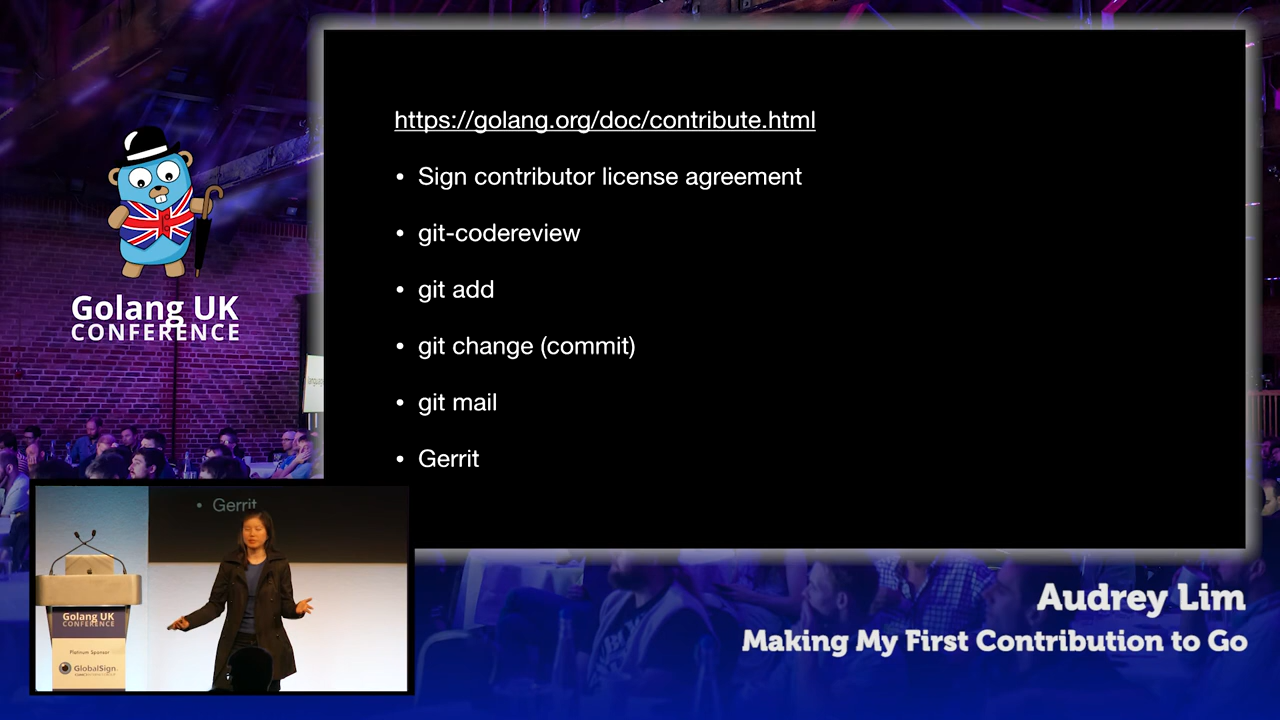 https://golang.org/doc/contribute.html
• Sign contributor license agreement
• git-codereview
• git add
• git change (commit)
• git mail
• Gerrit
Golang UK
CONFERENCE
• Gerrit
Golang UK
CONFERENCE
Platinum Sponsor
GlobalSign
Audrey Lim
Making My First Contribution to Go